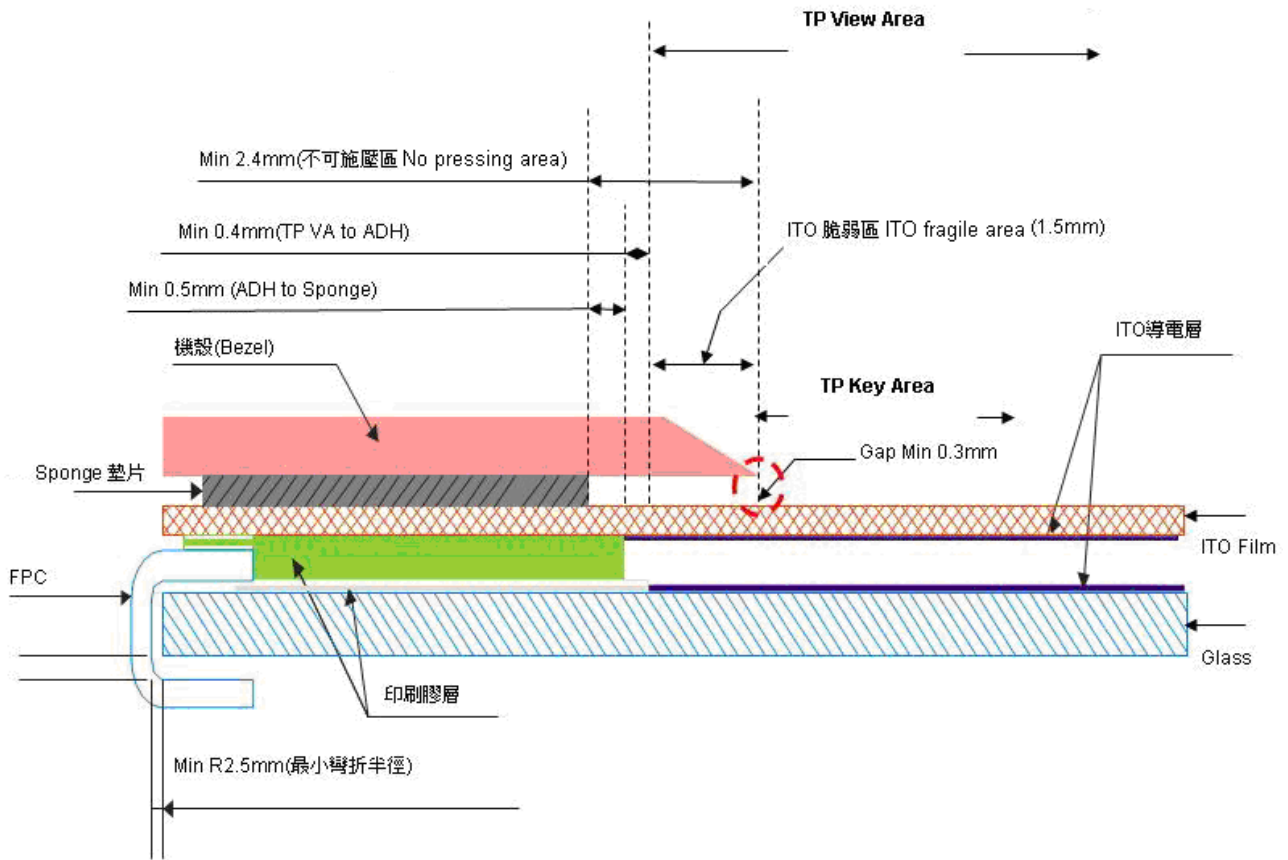 TP View Area
Min 2.4mm(不可施壓區 No pressing area)
Min 0.4mm(TP VA to ADH)
ITO 脆弱區 ITO fragile area (1.5mm)
Min 0.5mm (ADH to Sponge)
ITO導電層
機殼(Bezel)
TP Key Area
Gap Min 0.3mm
Sponge 墊片
ITO Film
FPC
Glass
印刷膠層
Min R2.5mm(最小彎折半徑)